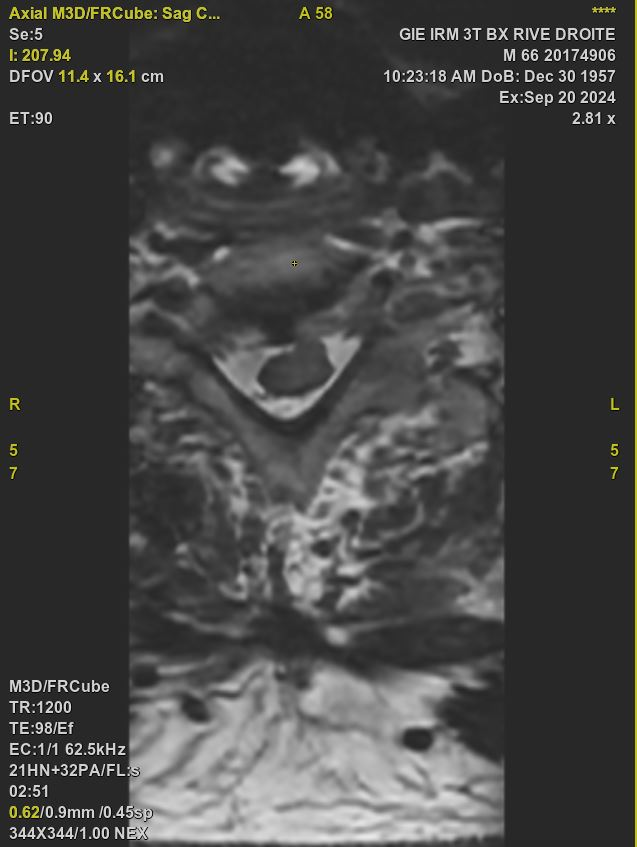 Axial M3D/FRCube: Sag C...
Se:5
I: 207.94
DFOV 11.4 x 16.1 cm
ET:90
A 58
****
GIE IRM 3T BX RIVE DROITE
M 66 20174906
10:23:18 AM DoB: Dec 30 1957
Ex:Sep 20 2024
2.81 x
R
5
7
L
5
7
M3D/FRCube
TR:1200
TE:98/Ef
EC:1/1 62.5kHz
21HN+32PA/FL:s
02:51
0.62/0.9mm /0.45sp
344X344/1.00 NEX